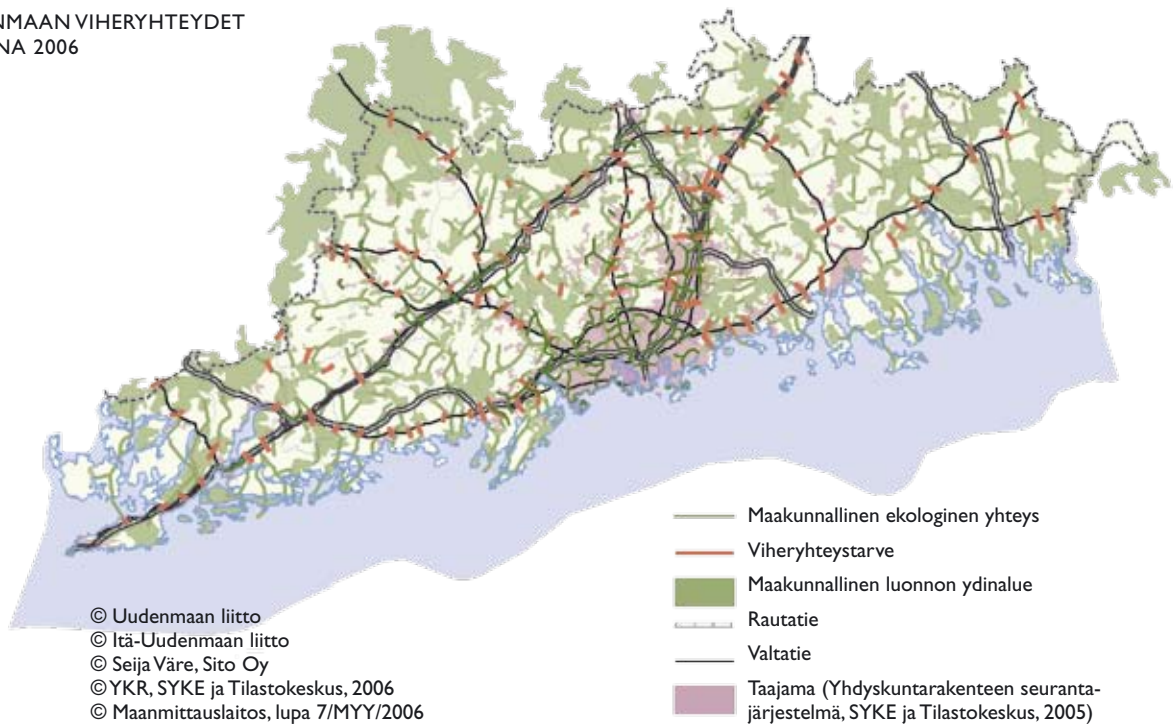 NMAAN VIHERYHTEYDET
NA 2006
Maakunnallinen ekologinen yhteys
Viheryhteystarve
Maakunnallinen luonnon ydinalue
Rautatie
Valtatie
Taajama (Yhdyskuntarakenteen seuranta-
järjestelmä, SYKE ja Tilastokeskus, 2005)
© Uudenmaan liitto
© Itä-Uudenmaan liitto
© Seija Väre, Sito Oy
© YKR, SYKE ja Tilastokeskus, 2006
© Maanmittauslaitos, lupa 7/MYY/2006